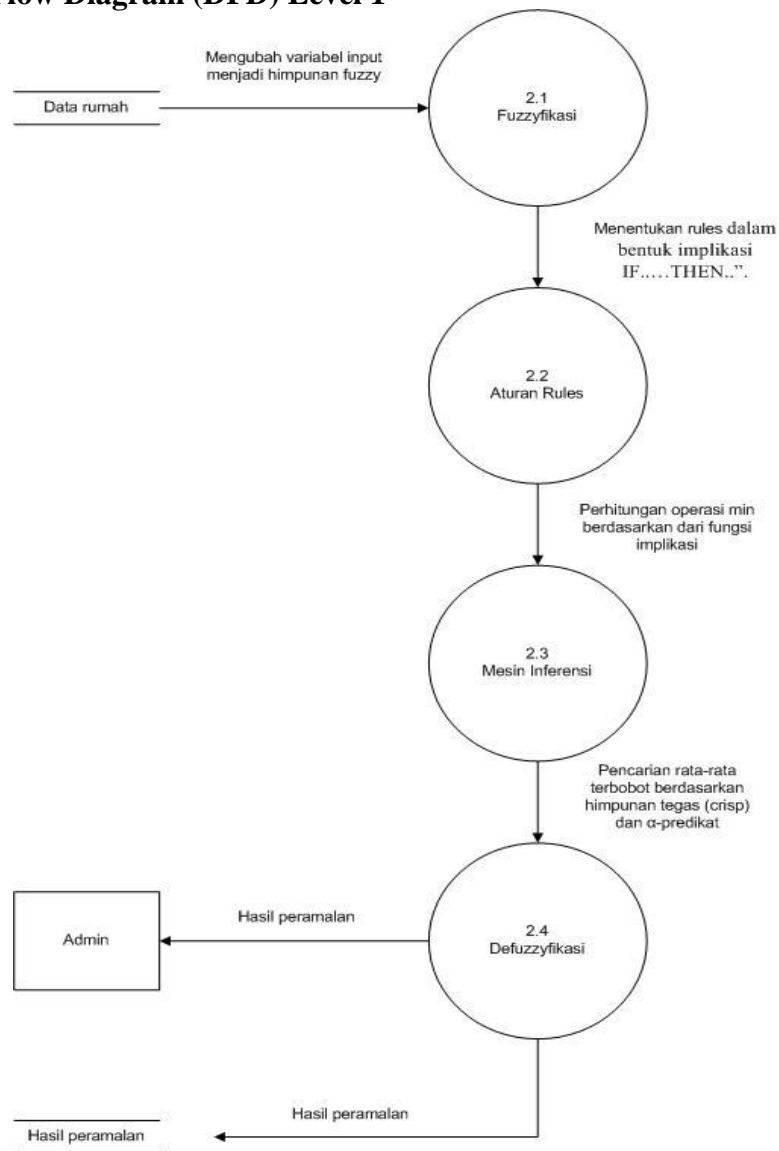 Diagram (DFD) Level 1
Mengubah variabel input
menjadi himpunan fuzzy
Data rumah
2.1
Fuzzyfikasi
Menentukan rules dalam
bentuk implikasi
IF..…THEN..”.
2.2
Aturan Rules
Perhitungan operasi min
berdasarkan dari fungsi
implikasi
2.3
Mesin Inferensi
Pencarian rata-rata
terbobot berdasarkan
himpunan tegas (crisp)
dan α-predikat
Admin
Hasil peramalan
2.4
Defuzzyfikasi
Hasil peramalan
Hasil peramalan